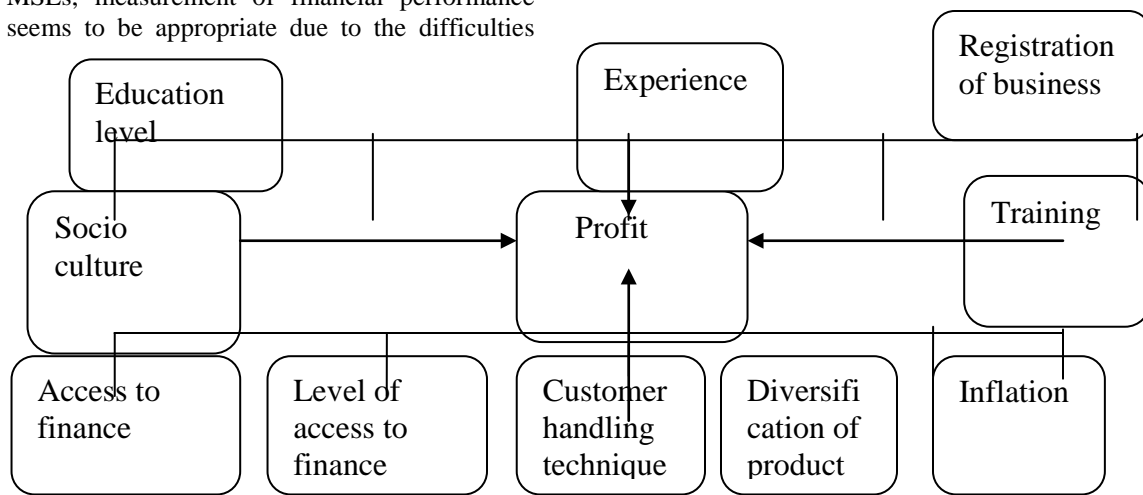 MSEs, measurement of financial performance
seems to be appropriate due to the difficulties
Education
level
Experience
Registration
of business
Socio
culture
Profit
Training
Access to
finance
Level of
access to
finance
Customer
handling
technique
Diversifi
cation of
product
Inflation